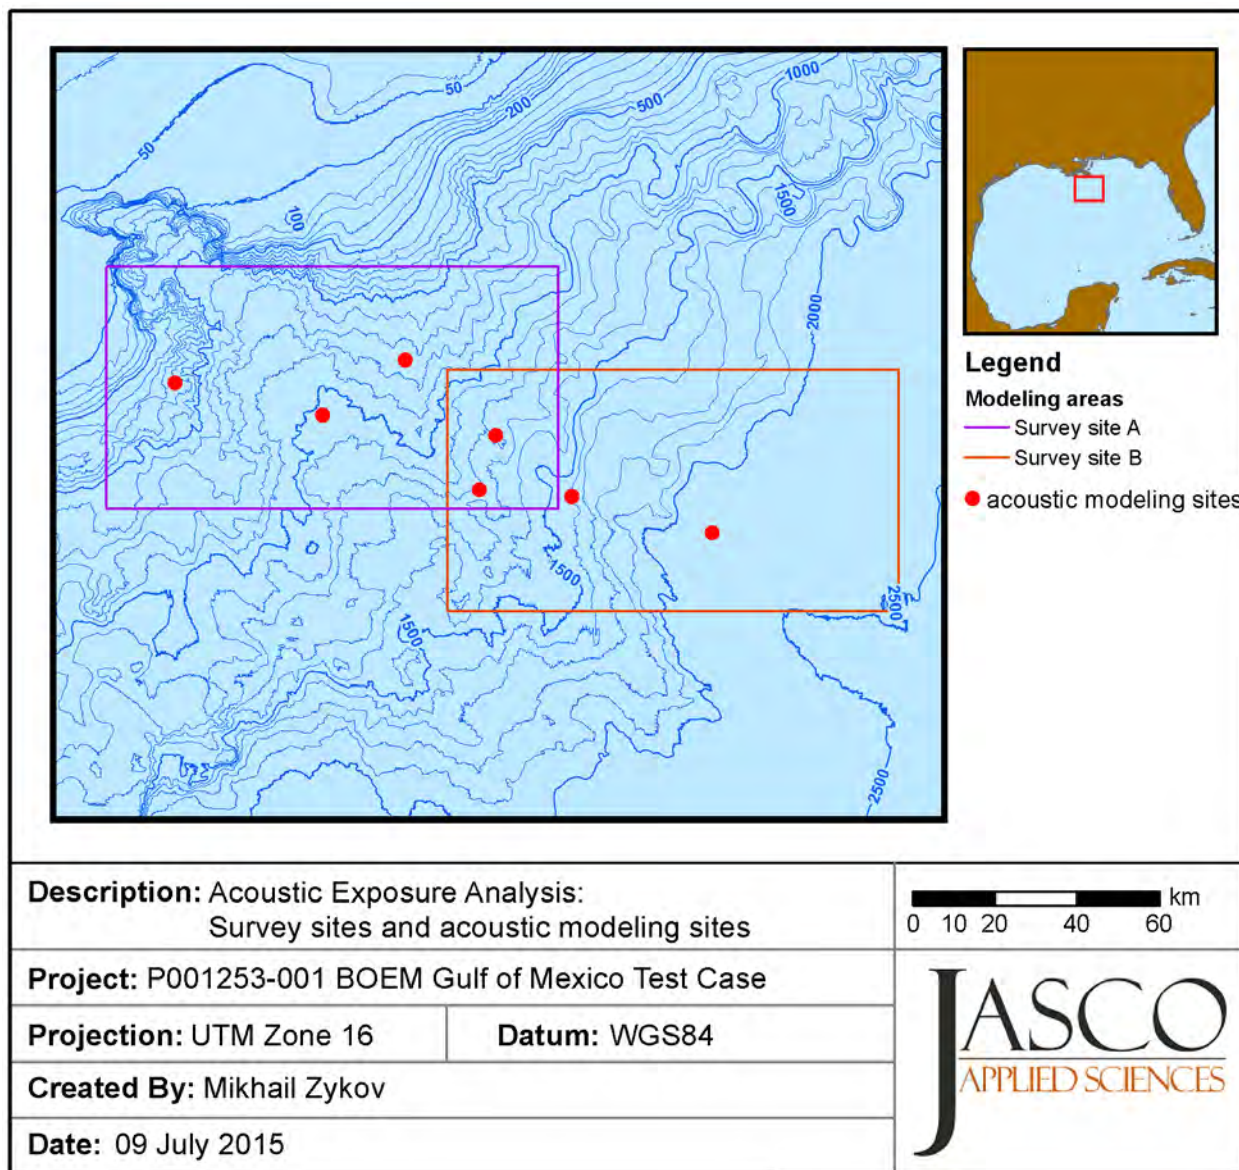 50
50
100
200
500
1000
1500
2000
1500
1500
2500
2500
Legend
Modeling areas
Survey site A
Survey site B
acoustic modeling sites
Description: Acoustic Exposure Analysis:
Survey sites and acoustic modeling sites
0 10 20 40 60 km
Project: P001253-001 BOEM Gulf of Mexico Test Case
Projection: UTM Zone 16 Datum: WGS84
Created By: Mikhail Zykov
Date: 09 July 2015
JASCO
APPLIED SCIENCES